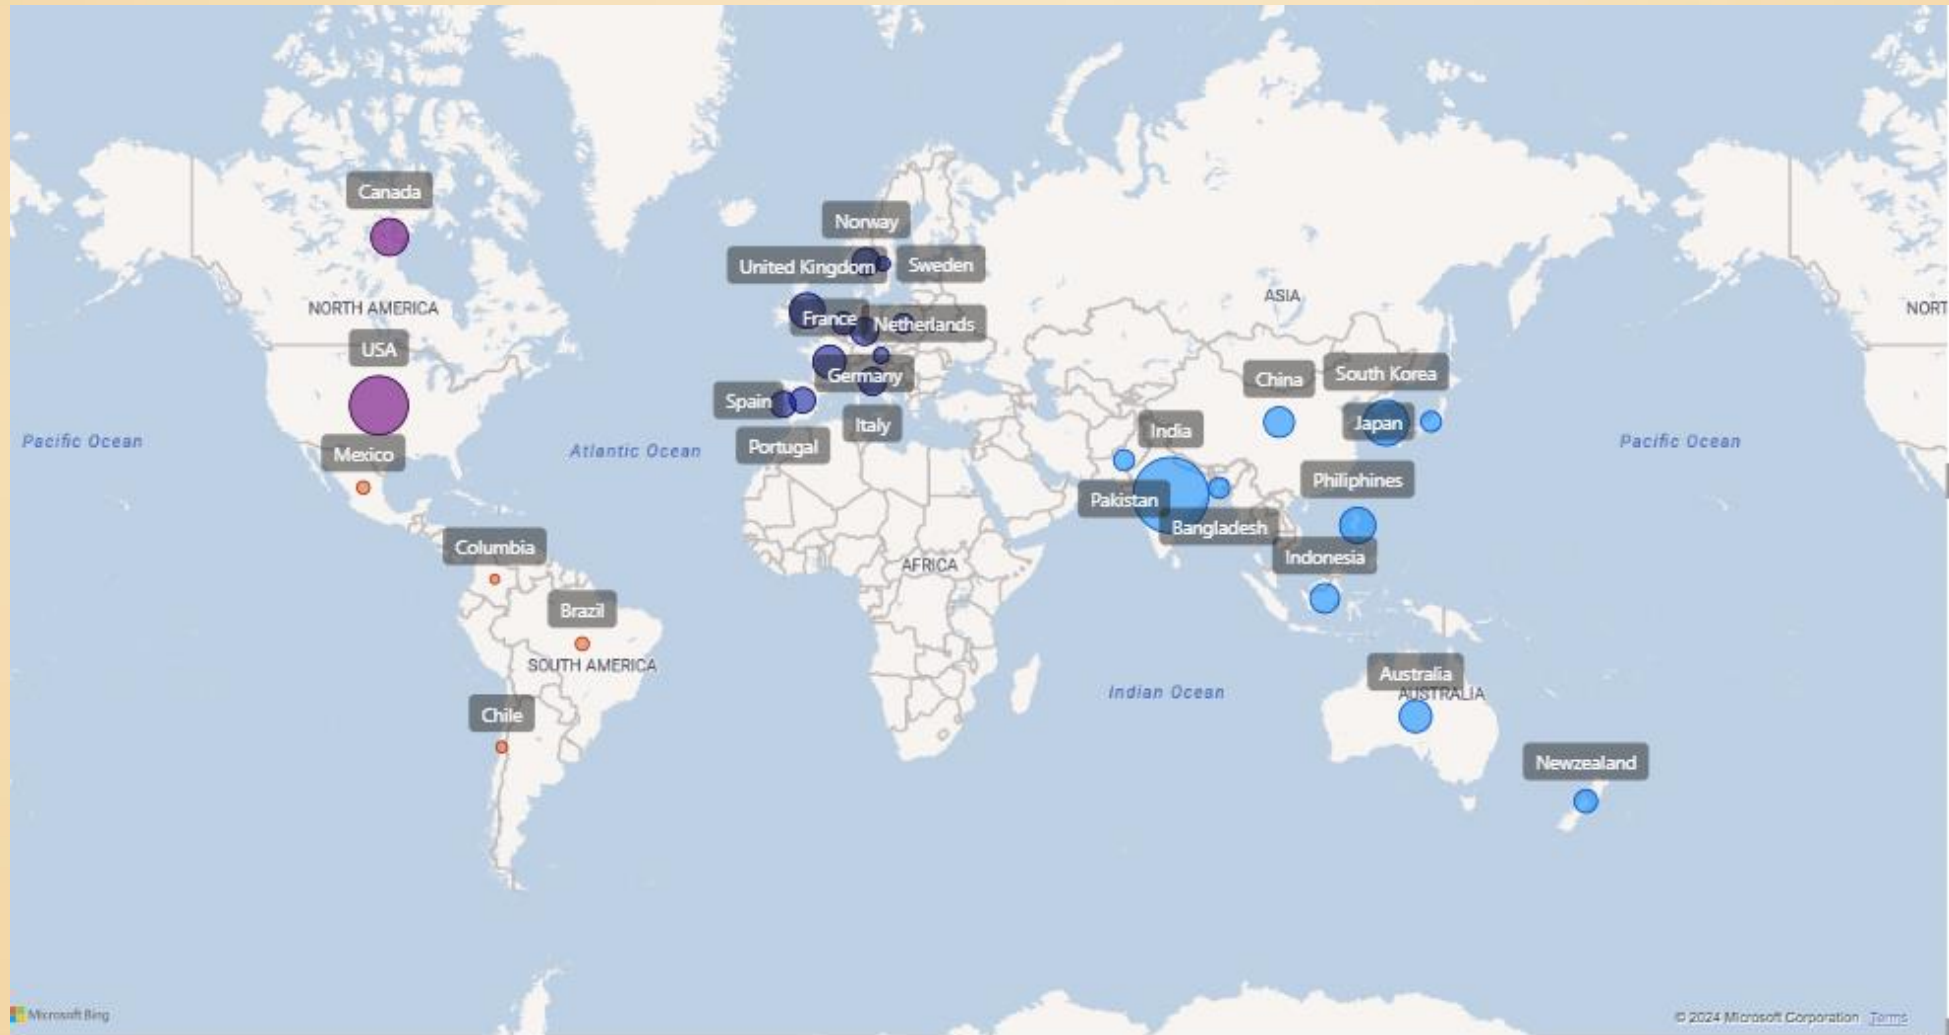 Canada
Norway
United Kingdom
Sweden
NORTH AMERICA
ASIA
NORT
France
Netherlands
USA
China
South Korea
Germany
Spain
Japan
Italy
India
Pacific Ocean
Atlantic Ocean
Portugal
Pacific Ocean
Mexico
Philiphines
Pakistan
Bangladesh
Columbia
Indonesia
AFRICA
Brazil
SOUTH AMERICA
Australia
AUSTRALIA
Indian Ocean
Chile
Newzealand
Microsoft Bing
© 2024 Microsoft Corporation Terms